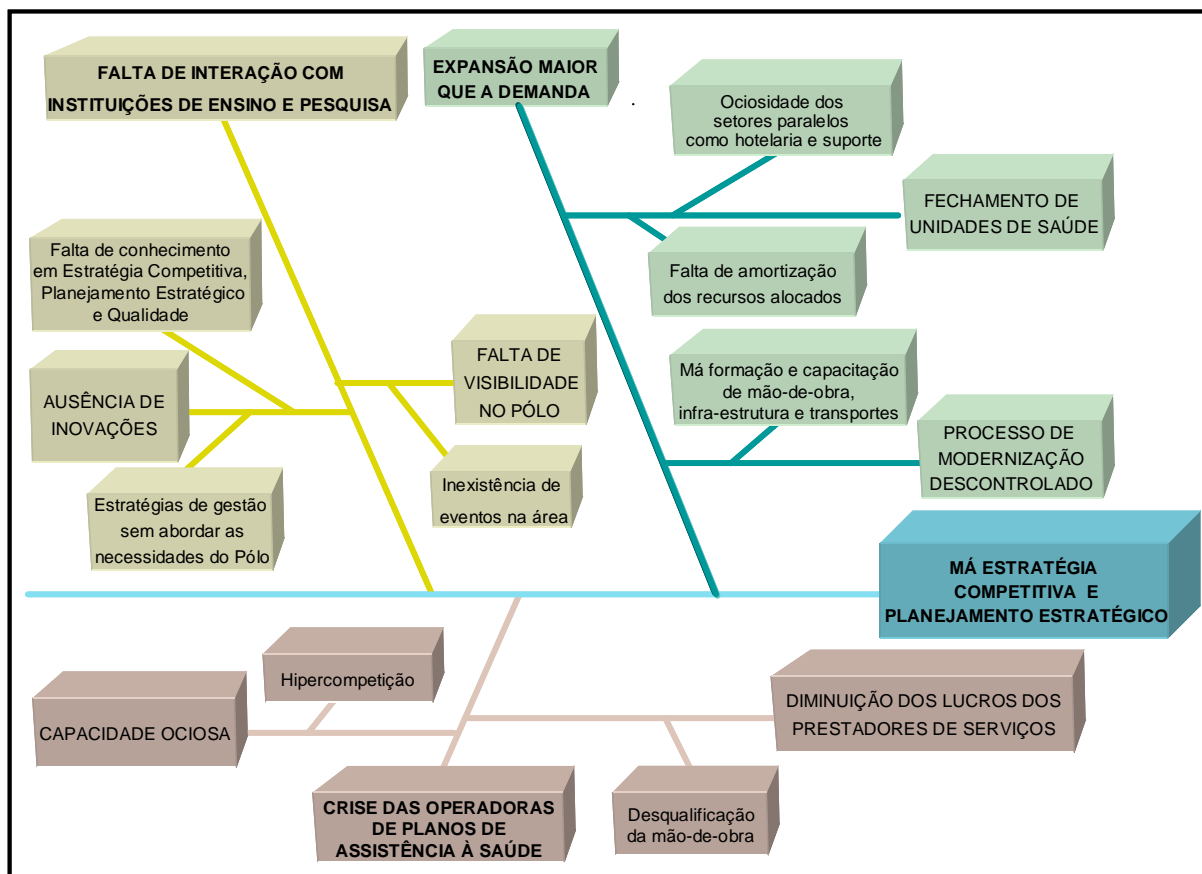 FALTA DE INTERAÇÃO COM
INSTITUIÇÕES DE ENSINO E PESQUISA
EXPANSÃO MAIOR
QUE A DEMANDA
.
Ociosidade dos
setores paralelos
como hotelaria e suporte
FECHAMENTO DE
UNIDADES DE SAÚDE
Falta de conhecimento
em Estratégia Competitiva,
Planejamento Estratégico
e Qualidade
Falta de amortização
dos recursos alocados
FALTA DE
VISIBILIDADE
NO PÓLO
Má formação e capacitação
de mão-de-obra,
infra-estrutura e transportes
AUSÊNCIA DE
INOVAÇÕES
PROCESSO DE
MODERNIZAÇÃO
DESCONTROLADO
Estratégias de gestão
sem abordar as
necessidades do Pólo
Inexistência de
eventos na área
MÁ ESTRATÉGIA
COMPETITIVA E
PLANEJAMENTO ESTRATÉGICO
Hipercompetição
CAPACIDADE OCIOSA
DIMINUIÇÃO DOS LUCROS DOS
PRESTADORES DE SERVIÇOS
CRISE DAS OPERADORAS
DE PLANOS DE
ASSISTÊNCIA À SAÚDE
Desqualificação
da mão-de-obra